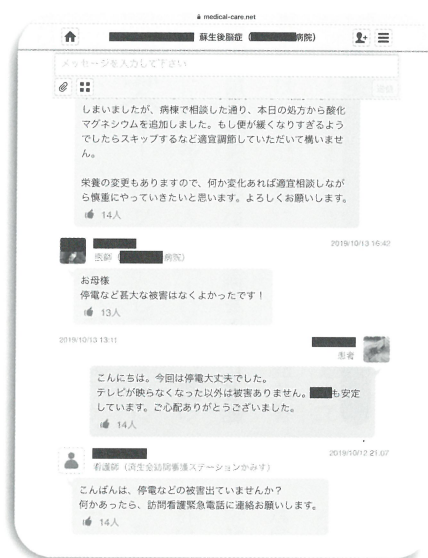 medical-care.net
蘇生後脳症（ 病院）
メッセージを入力して下さい
送信
しまいましたが、病棟で相談した通り、本日の処方から酸化
マグネシウムを追加しました。もし便が緩くなりすぎるよう
でしたらスキップするなど適宜調節していただいて構いませ
ん。
栄養の変更もありますので、何か変化あれば適宜相談しなが
ら慎重にやっていきたいと思います。よろしくお願いします。
14人
2019/10/13 16:42
医師（ 病院）
お母様
停電など甚大な被害はなくよかったです！
13人
2019/10/13 13:11
患者
こんにちは。今回は停電大丈夫でした。
テレビが映らなくなった以外は被害ありません。 も安定
しています。ご心配ありがとうございました。
14人
2019/10/12 21:07
看護師（済生会訪問看護ステーションかみす）
こんばんは、停電などの被害出ていませんか？
何かあったら、訪問看護緊急電話に連絡お願いします。
14人